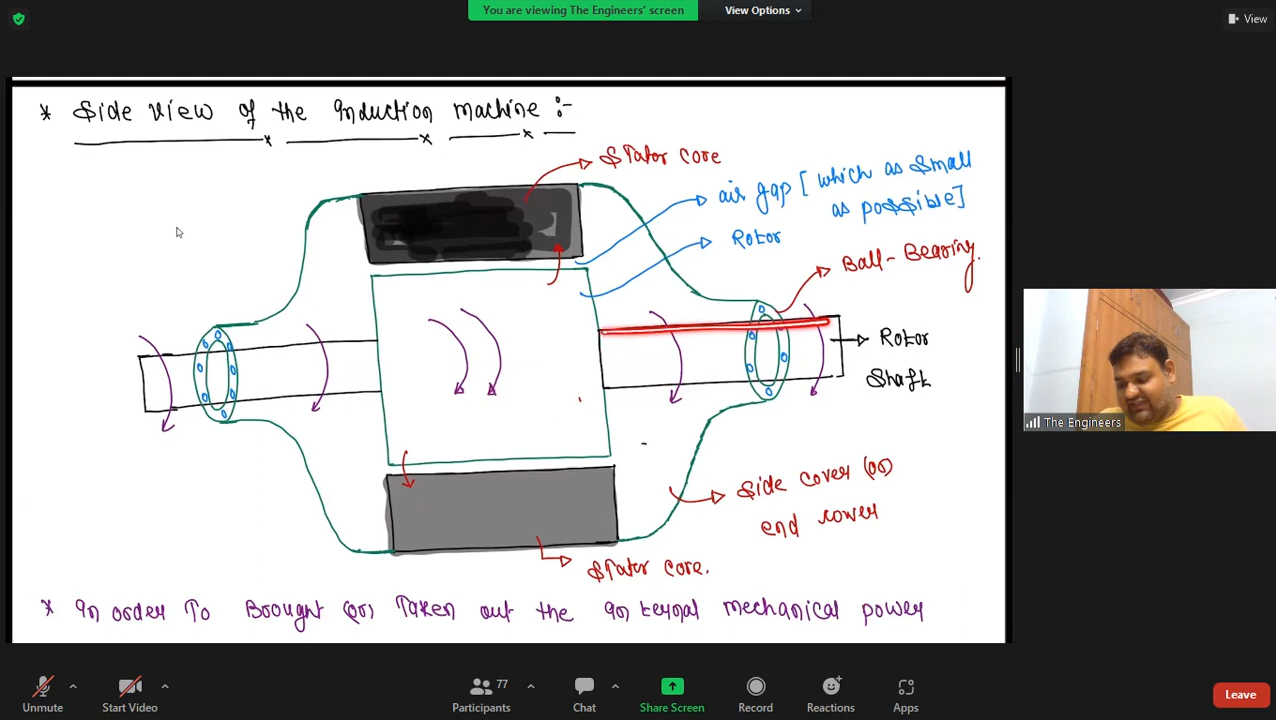 You are viewing The Engineers' screen
View Options
View
* Side view of the Induction machine :-
Stator core
air gap [which as small
as possible]
Rotor
Ball-Bearing.
Rotor
Shaft
The Engineers
Side cover (or)
end cover
Stator core.
* In order To Brought (or) Taken out the Internal mechanical power
Unmute
Start Video
77
Participants
Chat
Share Screen
Record
Reactions
Apps
Leave